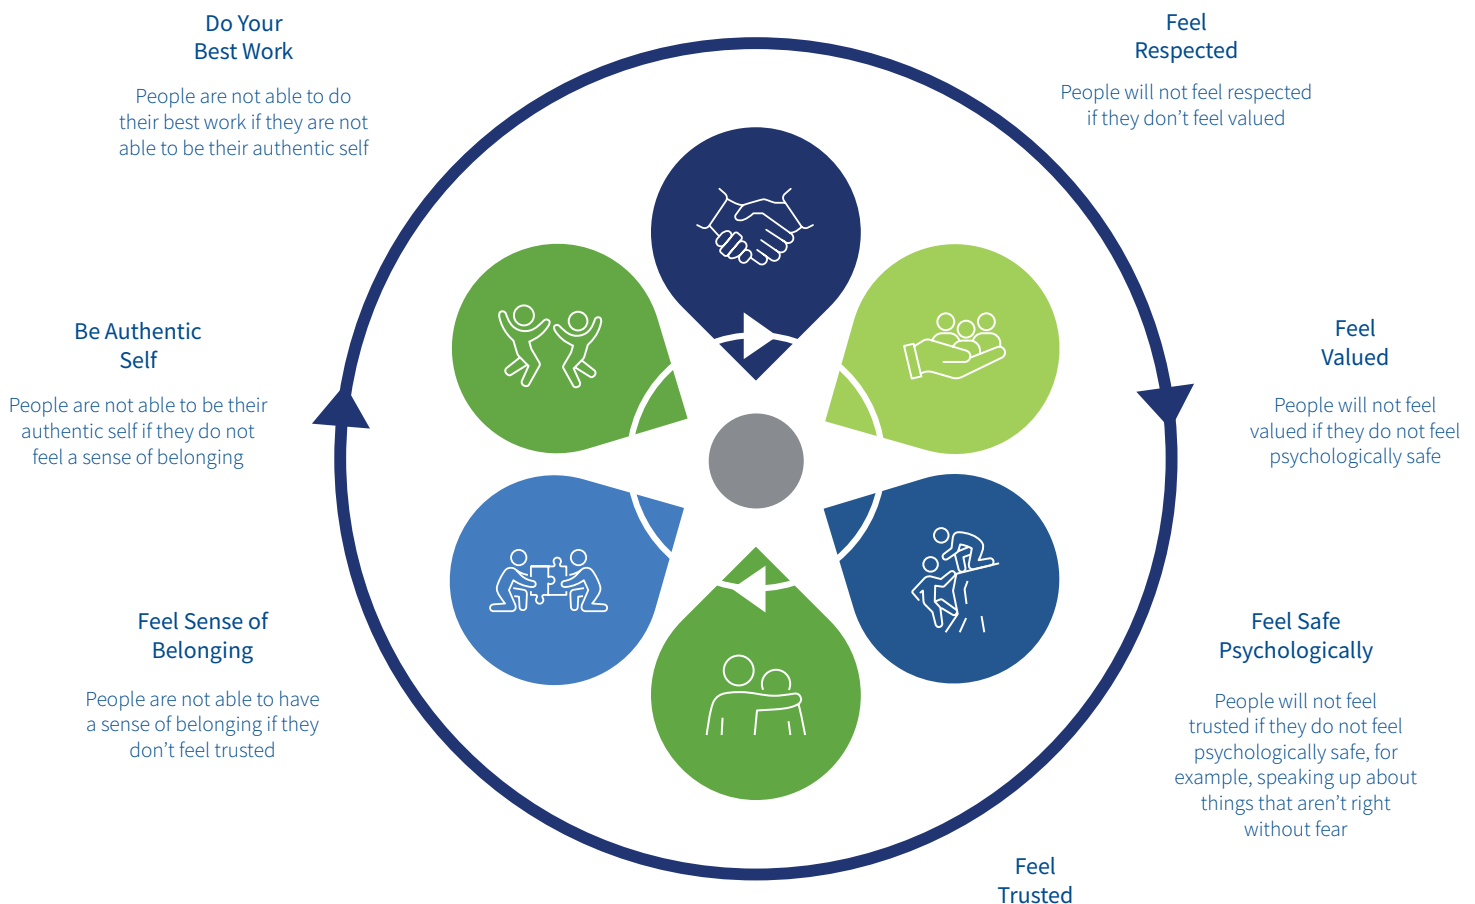 Do Your
Best Work
People are not able to do
their best work if they are not
able to be their authentic self
Feel
Respected
People will not feel respected
if they don’t feel valued
Be Authentic
Self
People are not able to be their
authentic self if they do not
feel a sense of belonging
Feel
Valued
People will not feel
valued if they do not feel
psychologically safe
Feel Sense of
Belonging
People are not able to have
a sense of belonging if they
don’t feel trusted
Feel Safe
Psychologically
People will not feel
trusted if they do not feel
psychologically safe, for
example, speaking up about
things that aren’t right
without fear
Feel
Trusted